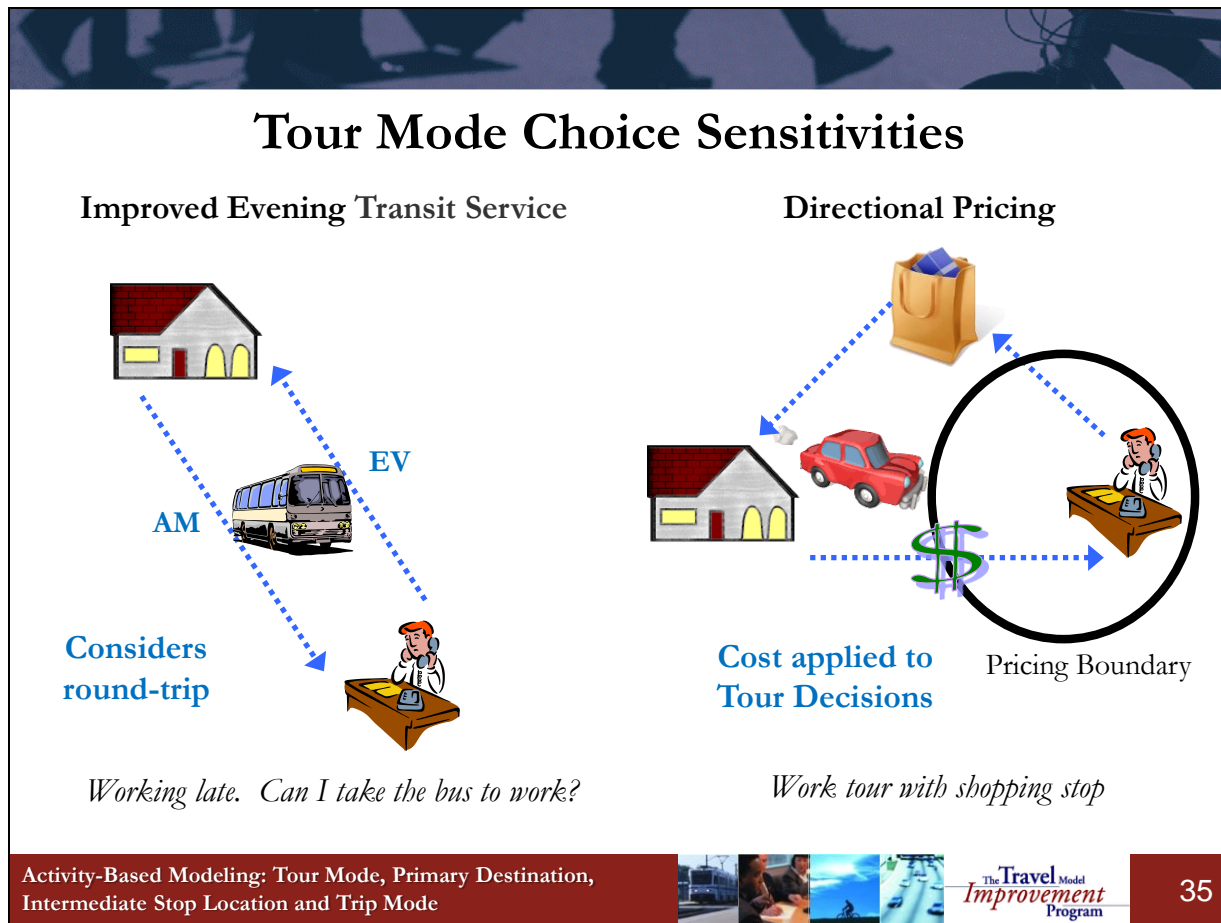 Tour Mode Choice Sensitivities
Improved Evening Transit Service
EV
AM
Considers
round-trip
Working late. Can I take the bus to work?
Directional Pricing
$
Cost applied to
Tour Decisions
Pricing Boundary
Work tour with shopping stop
Activity-Based Modeling: Tour Mode, Primary Destination,
Intermediate Stop Location and Trip Mode
The Travel Model
Improvement
Program
35